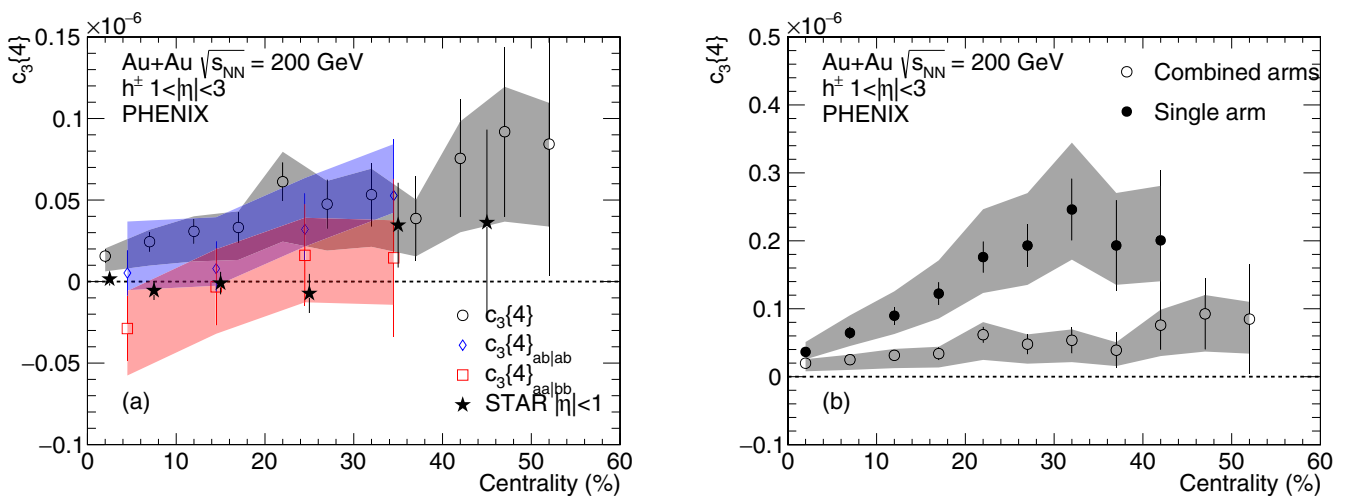 ×10⁻⁶
c₃{4}
0.15
0.1
0.05
0
−0.05
−0.1
Au+Au √sNN = 200 GeV
h± 1<|η|<3
PHENIX
c₃{4}
c₃{4}ab|ab
c₃{4}aa|bb
STAR |η|<1
(a)
0 10 20 30 40 50 60
Centrality (%)
×10⁻⁶
c₃{4}
0.5
0.4
0.3
0.2
0.1
0
−0.1
Au+Au √sNN = 200 GeV
h± 1<|η|<3
PHENIX
Combined arms
Single arm
(b)
0 10 20 30 40 50 60
Centrality (%)